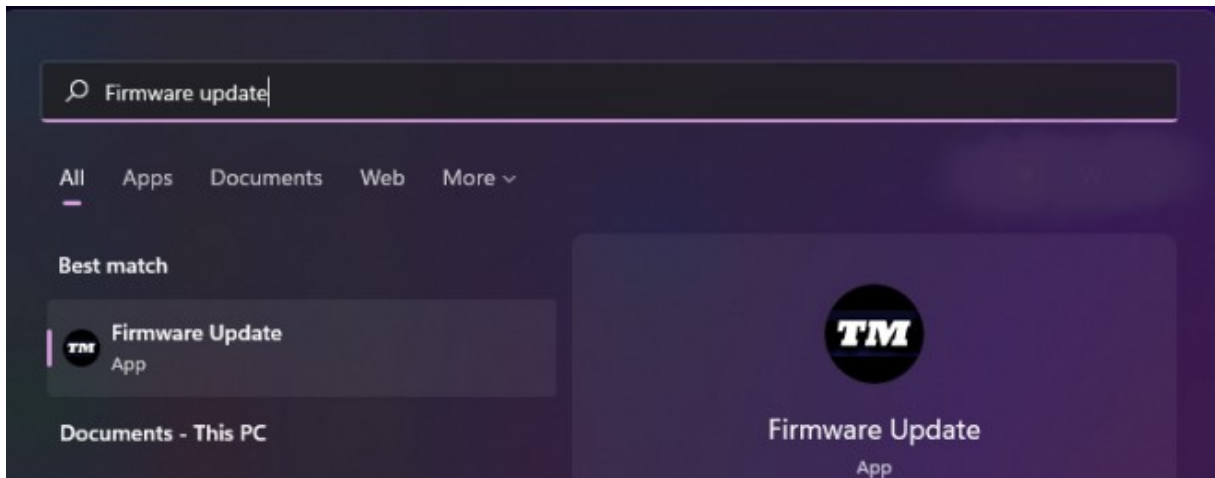 Firmware update
All Apps Documents Web More
Best match
TM
Firmware Update
App
Documents - This PC
TM
Firmware Update
App